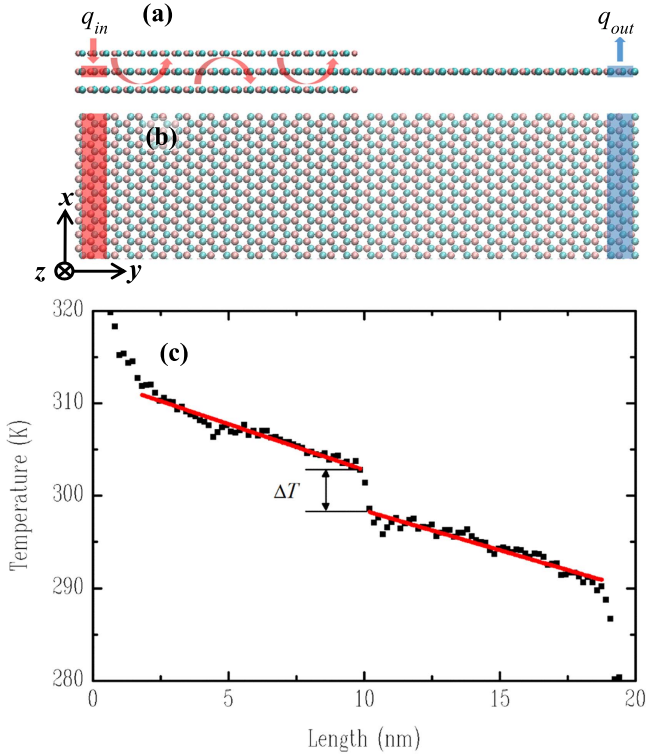 (a)
q_in
q_out
(b)
x
z
y
(c)
320
310
300
290
280
Temperature (K)
ΔT
0
5
10
15
20
Length (nm)